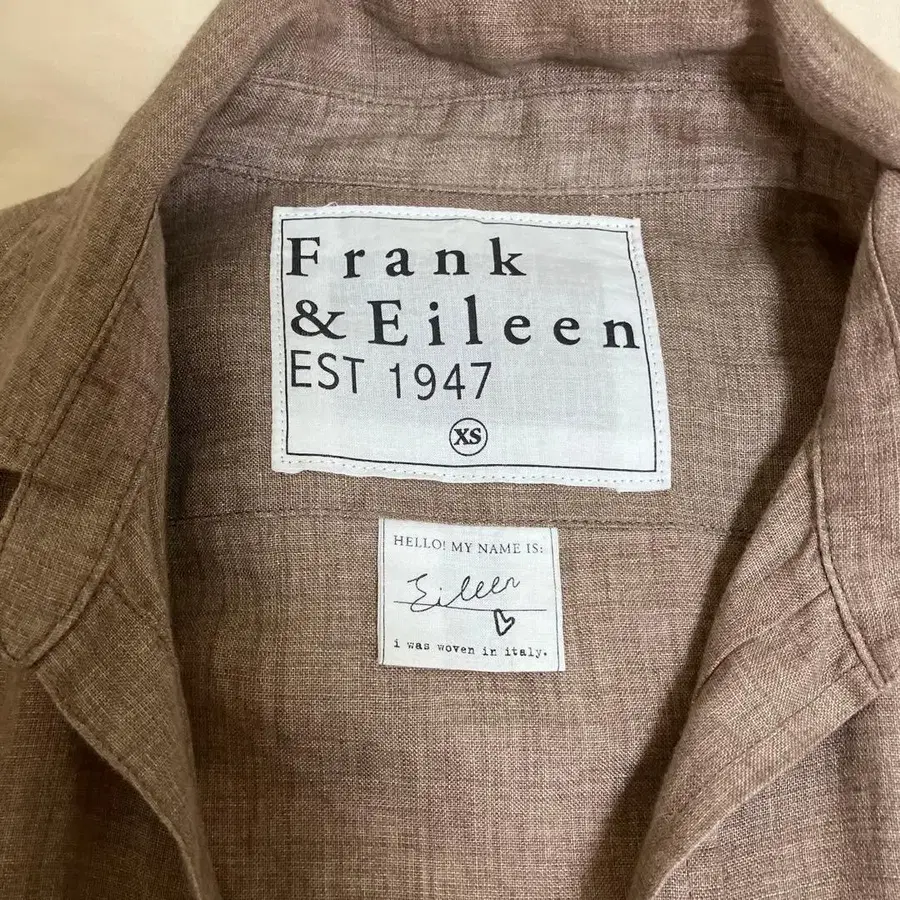 Frank
& Eileen
EST 1947
XS
HELLO! MY NAME IS:
Eileen
i was woven in italy.